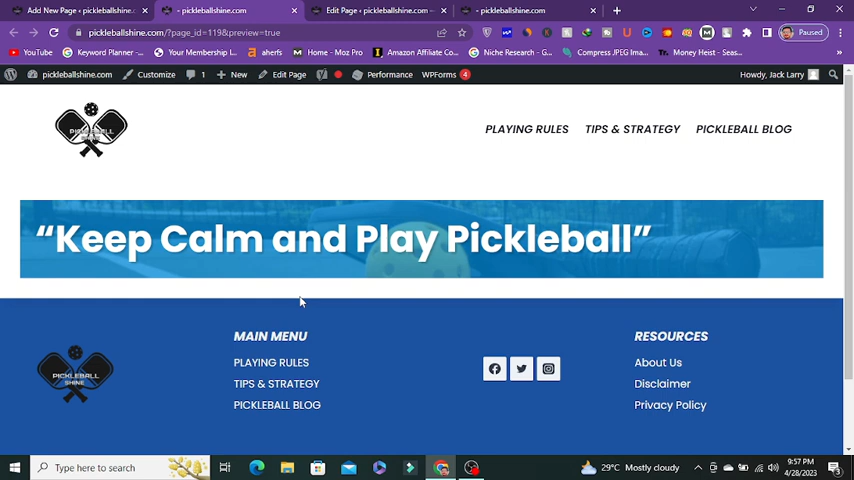 Add New Page ‹ pickleballshine.c
- pickleballshine.com
Edit Page ‹ pickleballshine.com —
- pickleballshine.com
pickleballshine.com/?page_id=119&preview=true
Paused
YouTube
Keyword Planner -...
Your Membership L...
aherfs
Home - Moz Pro
Amazon Affiliate Co...
Niche Research - G...
Compress JPEG Ima...
Money Heist - Seas...
pickleballshine.com
Customize
1
New
Edit Page
Performance
WPForms
4
Howdy, Jack Larry
PICKLEBALL
SHINE
PLAYING RULES
TIPS & STRATEGY
PICKLEBALL BLOG
“Keep Calm and Play Pickleball”
PICKLEBALL
SHINE
MAIN MENU
PLAYING RULES
TIPS & STRATEGY
PICKLEBALL BLOG
RESOURCES
About Us
Disclaimer
Privacy Policy
Type here to search
29°C Mostly cloudy
9:57 PM
4/28/2023
3